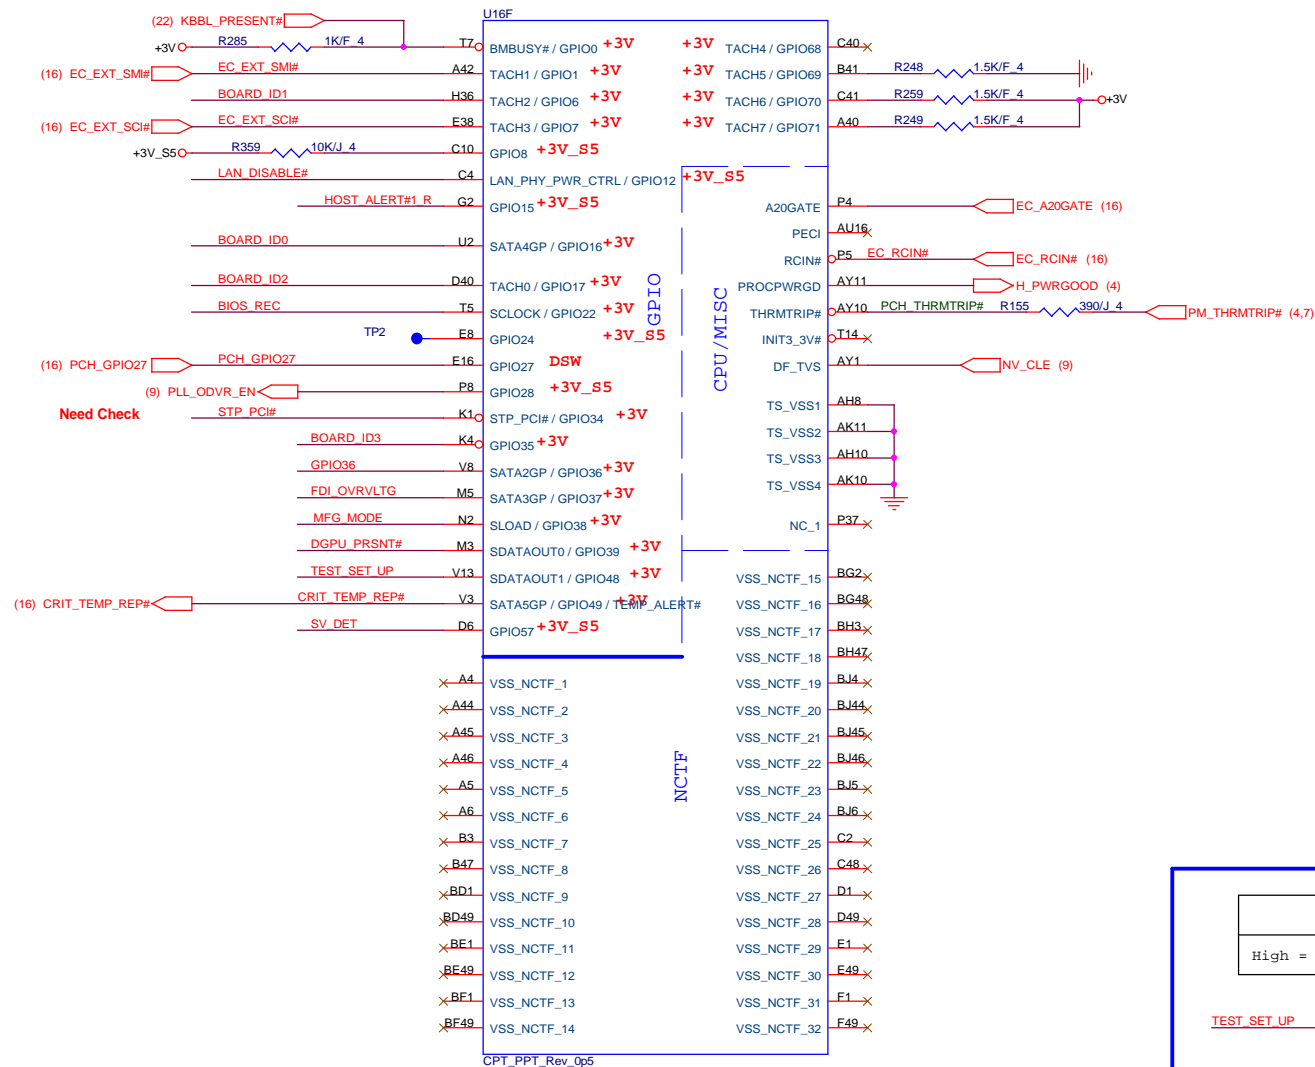 U16F
(22) KBBL_PRESENT#
+3V R285 1K/F_4 T7 BMBUSY# / GPIO0 +3V
+3V TACH4 / GPIO68 C40
(16) EC_EXT_SMI# EC_EXT_SMI# A42 TACH1 / GPIO1 +3V
+3V TACH5 / GPIO69 B41 R248 1.5K/F_4
BOARD_ID1 H36 TACH2 / GPIO6 +3V
+3V TACH6 / GPIO70 C41 R259 1.5K/F_4 +3V
(16) EC_EXT_SCI# EC_EXT_SCI# E38 TACH3 / GPIO7 +3V
+3V TACH7 / GPIO71 A40 R249 1.5K/F_4
+3V_S5 R359 10K/J_4 C10 GPIO8 +3V_S5
LAN_DISABLE# C4 LAN_PHY_PWR_CTRL / GPIO12 +3V_S5
HOST_ALERT#1_R G2 GPIO15 +3V_S5
A20GATE P4 EC_A20GATE (16)
PECI AU16
BOARD_ID0 U2 SATA4GP / GPIO16 +3V
RCIN# P5 EC_RCIN# EC_RCIN# (16)
BOARD_ID2 D40 TACH0 / GPIO17 +3V
PROCPWRGD AY11 H_PWRGOOD (4)
BIOS_REC T5 SCLOCK / GPIO22 +3V
THRMTRIP# AY10 PCH_THRMTRIP# R155 390/J_4 PM_THRMTRIP# (4,7)
TP2 E8 GPIO24 +3V_S5
INIT3_3V# T14
(16) PCH_GPIO27 PCH_GPIO27 E16 GPIO27 DSW
DF_TVS AY1 NV_CLE (9)
(9) PLL_ODVR_EN P8 GPIO28 +3V_S5
Need Check
STP_PCI# K1 STP_PCI# / GPIO34 +3V
TS_VSS1 AH8
BOARD_ID3 K4 GPIO35 +3V
TS_VSS2 AK11
GPIO36 V8 SATA2GP / GPIO36 +3V
TS_VSS3 AH10
FDI_OVRVLTG M5 SATA3GP / GPIO37 +3V
TS_VSS4 AK10
MFG_MODE N2 SLOAD / GPIO38 +3V
NC_1 P37
DGPU_PRSNT# M3 SDATAOUT0 / GPIO39 +3V
TEST_SET_UP V13 SDATAOUT1 / GPIO48 +3V
(16) CRIT_TEMP_REP# CRIT_TEMP_REP# V3 SATA5GP / GPIO49 / TEMP_ALERT# +3V
SV_DET D6 GPIO57 +3V_S5
GPIO
CPU/MISC
NCTF
A4 VSS_NCTF_1
A44 VSS_NCTF_2
A45 VSS_NCTF_3
A46 VSS_NCTF_4
A5 VSS_NCTF_5
A6 VSS_NCTF_6
B3 VSS_NCTF_7
B47 VSS_NCTF_8
BD1 VSS_NCTF_9
BD49 VSS_NCTF_10
BE1 VSS_NCTF_11
BE49 VSS_NCTF_12
BF1 VSS_NCTF_13
BF49 VSS_NCTF_14
VSS_NCTF_15 BG2
VSS_NCTF_16 BG48
VSS_NCTF_17 BH3
VSS_NCTF_18 BH47
VSS_NCTF_19 BJ4
VSS_NCTF_20 BJ44
VSS_NCTF_21 BJ45
VSS_NCTF_22 BJ46
VSS_NCTF_23 BJ5
VSS_NCTF_24 BJ6
VSS_NCTF_25 C2
VSS_NCTF_26 C48
VSS_NCTF_27 D1
VSS_NCTF_28 D49
VSS_NCTF_29 E1
VSS_NCTF_30 E49
VSS_NCTF_31 F1
VSS_NCTF_32 F49
CPT_PPT_Rev_0p5
High =
TEST_SET_UP